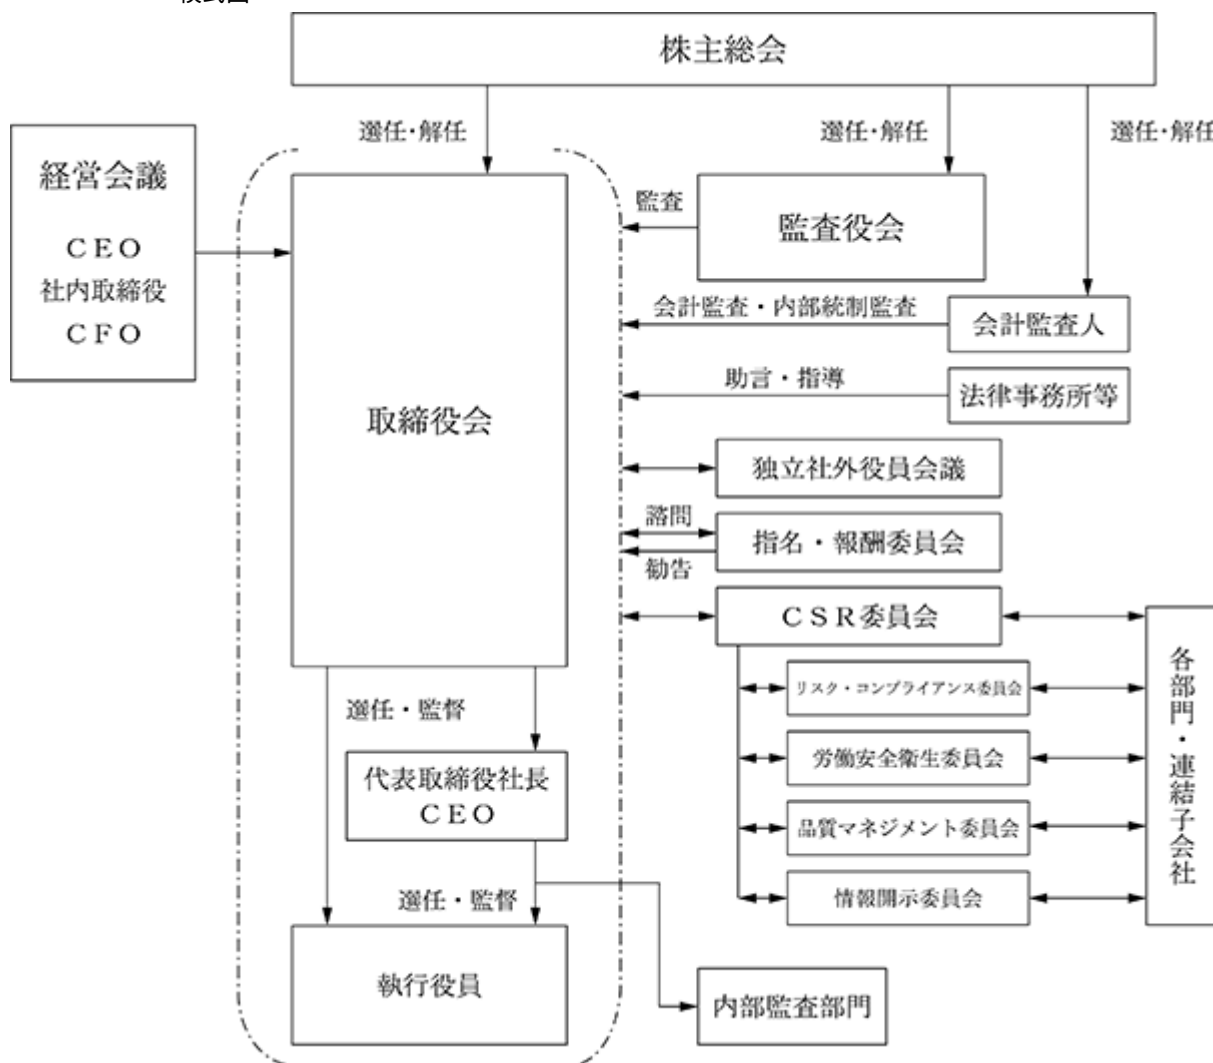 模式図
株主総会
選任・解任
選任・解任
選任・解任
経営会議
ＣＥＯ
社内取締役
ＣＦＯ
監査
監査役会
会計監査・内部統制監査
会計監査人
助言・指導
法律事務所等
取締役会
独立社外役員会議
諮問
指名・報酬委員会
勧告
ＣＳＲ委員会
リスク・コンプライアンス委員会
労働安全衛生委員会
品質マネジメント委員会
情報開示委員会
各部門・連結子会社
選任・監督
代表取締役社長
ＣＥＯ
選任・監督
執行役員
内部監査部門